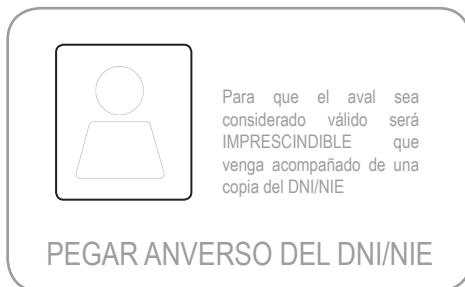 Para que el aval sea
considerado válido será
IMPRESCINDIBLE que
venga acompañado de una
copia del DNI/NIE
PEGAR ANVERSO DEL DNI/NIE